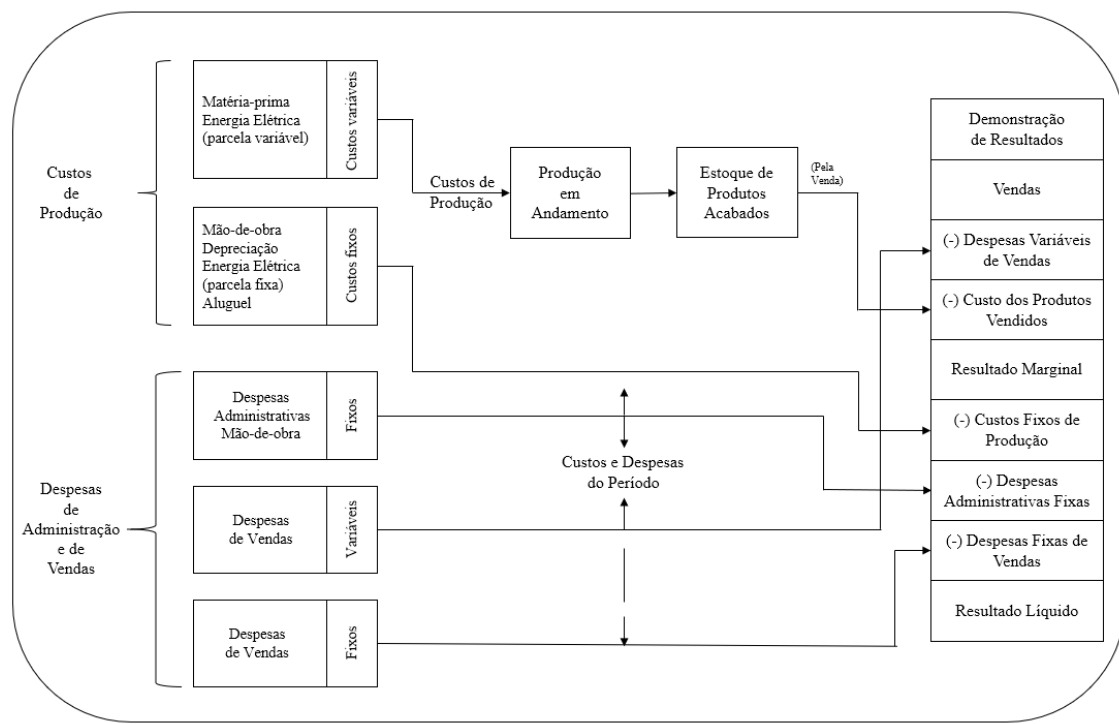 Custos
de
Produção
Matéria-prima
Energia Elétrica
(parcela variável)
Custos variáveis
Mão-de-obra
Depreciação
Energia Elétrica
(parcela fixa)
Aluguel
Custos fixos
Custos de
Produção
Produção
em
Andamento
Estoque de
Produtos
Acabados
(Pela
Venda)
Despesas
de
Administração
e de
Vendas
Despesas
Administrativas
Mão-de-obra
Fixos
Despesas
de Vendas
Variáveis
Despesas
de Vendas
Fixos
Custos e Despesas
do Período
Demonstração
de Resultados
Vendas
(-) Despesas Variáveis
de Vendas
(-) Custo dos Produtos
Vendidos
Resultado Marginal
(-) Custos Fixos de
Produção
(-) Despesas
Administrativas Fixas
(-) Despesas Fixas de
Vendas
Resultado Líquido